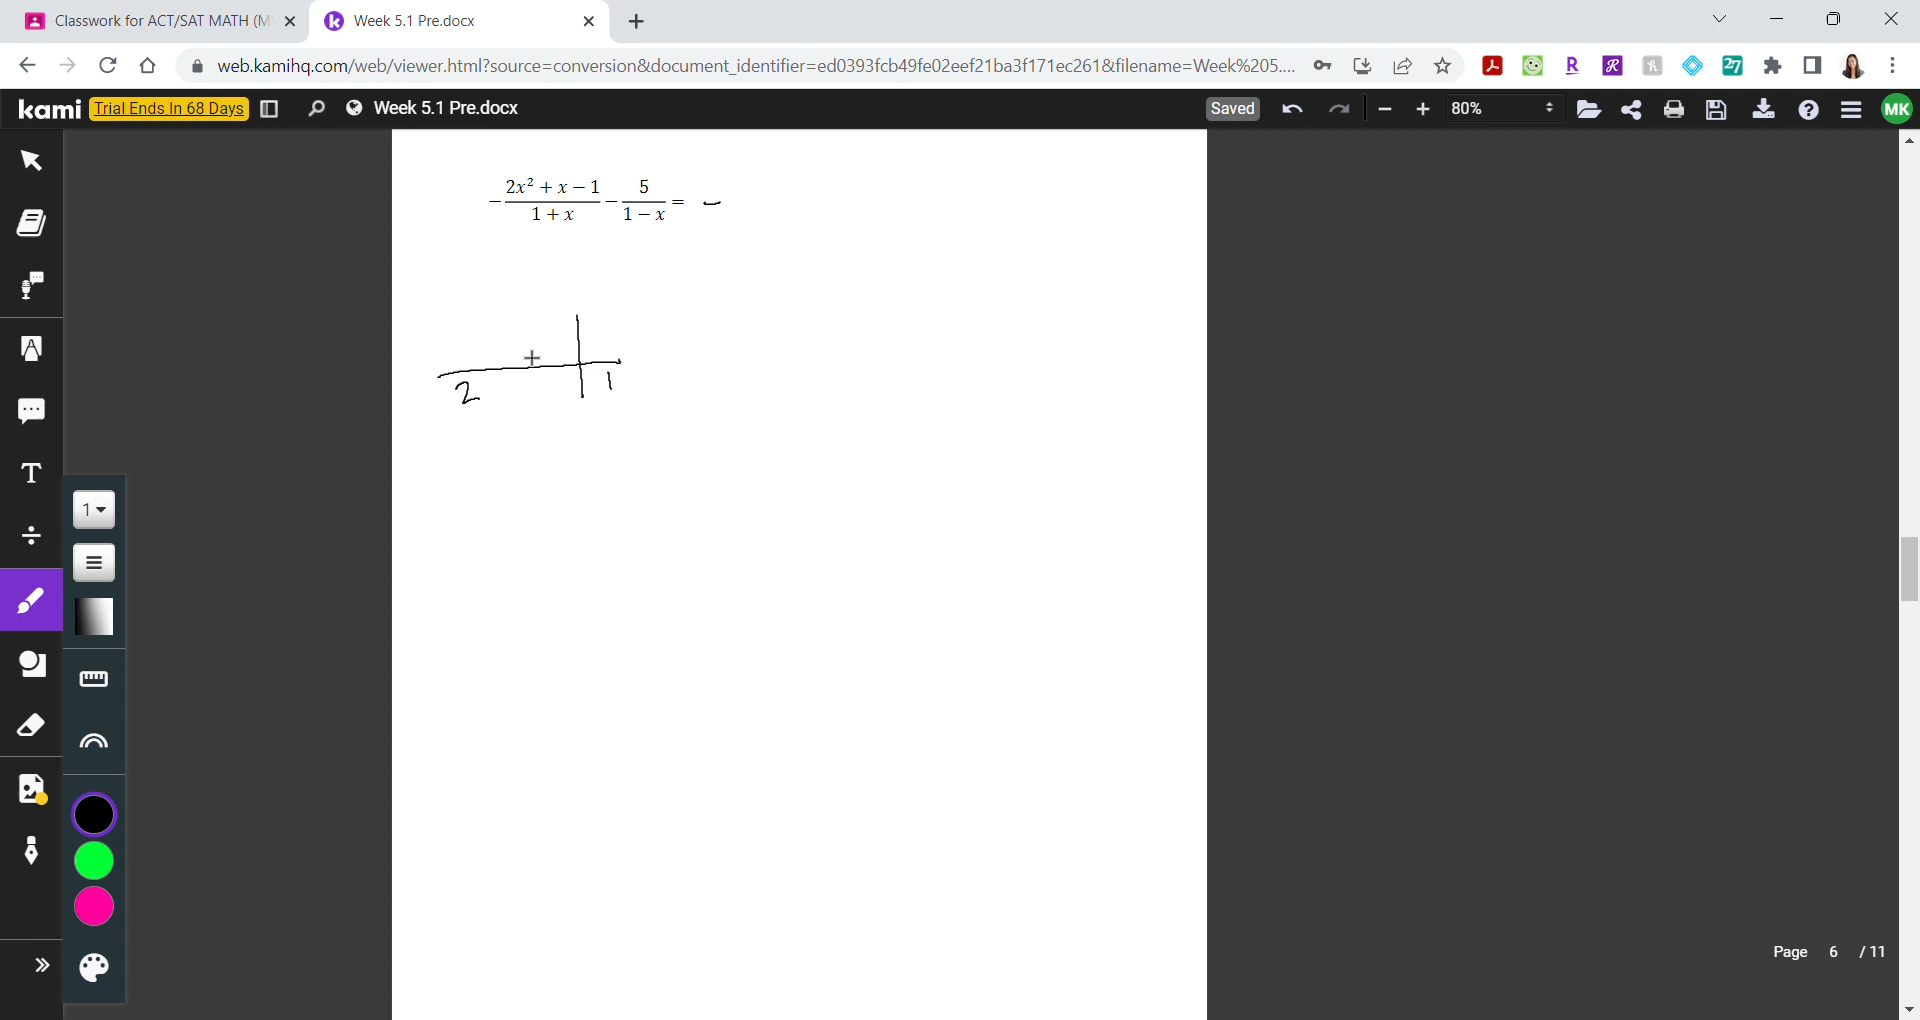 Classwork for ACT/SAT MATH (M
Week 5.1 Pre.docx
web.kamihq.com/web/viewer.html?source=conversion&document_identifier=ed0393fcb49fe02eef21ba3f171ec261&filename=Week%205....
27
kami
Trial Ends In 68 Days
Week 5.1 Pre.docx
Saved
80%
MK
2x² + x − 1 5
− ――― − ――― = −
1 + x 1 − x
2 1
T
1
Page 6 / 11